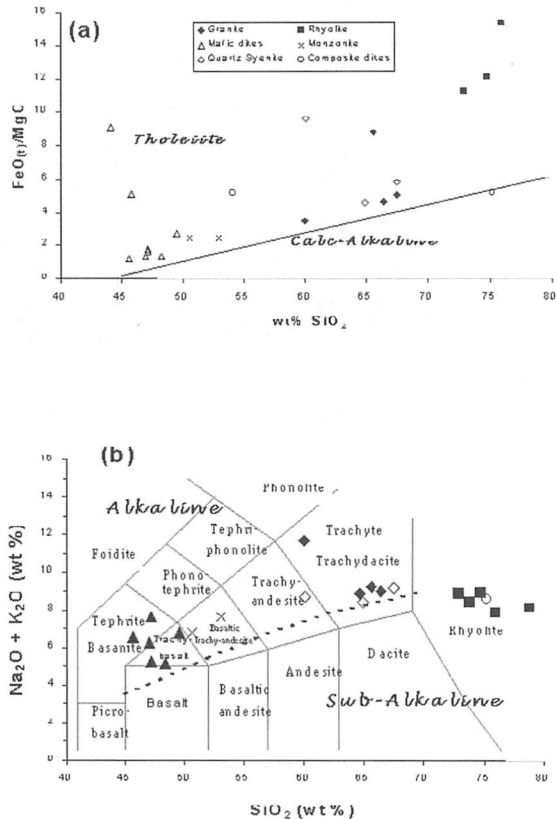 (a)
◆ Granite ■ Rhyolite
△ Mafic dikes × Monzonite
◇ Quartz Syenite ○ Composite dikes
16
12
8
4
0
FeO(t)/MgO
Tholeiite
Calc-Alkaline
40 45 50 55 60 65 70 75 80
wt% SiO2
(b)
16
14
12
10
8
6
4
2
0
Na2O + K2O (wt %)
Alkaline
Phonolite
Foidite
Tephri-
phonolite
Trachyte
Trachydacite
Phono-
tephrite
Trachy-
andesite
Tephrite
Basanite
Trachy-
basalt
Basaltic
Trachy-andesite
Rhyolite
Dacite
Andesite
Sub-Alkaline
Basaltic
andesite
Basalt
Picro-
basalt
40 45 50 55 60 65 70 75 80
SiO2 (wt%)